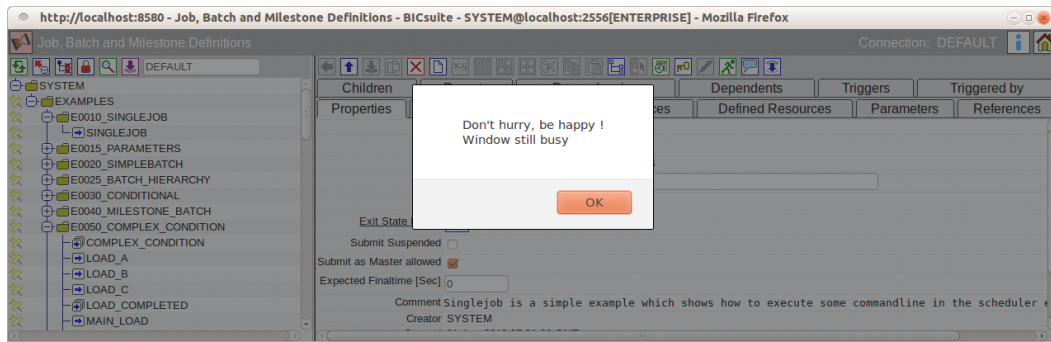 http://localhost:8580 - Job, Batch and Milestone Definitions - BICsuite - SYSTEM@localhost:2556[ENTERPRISE] - Mozilla Firefox
Job, Batch and Milestone Definitions
Connection: DEFAULT
DEFAULT
SYSTEM
EXAMPLES
E0010_SINGLEJOB
SINGLEJOB
E0015_PARAMETERS
E0020_SIMPLEBATCH
E0025_BATCH_HIERARCHY
E0030_CONDITIONAL
E0040_MILESTONE_BATCH
E0050_COMPLEX_CONDITION
COMPLEX_CONDITION
LOAD_A
LOAD_B
LOAD_C
LOAD_COMPLETED
MAIN_LOAD
Children Dependents Triggers Triggered by
Properties Defined Resources Parameters References
Don't hurry, be happy !
Window still busy
OK
Exit State
Submit Suspended
Submit as Master allowed
Expected Finaltime [Sec] 0
Comment Singlejob is a simple example which shows how to execute some commandline in the scheduler
Creator SYSTEM